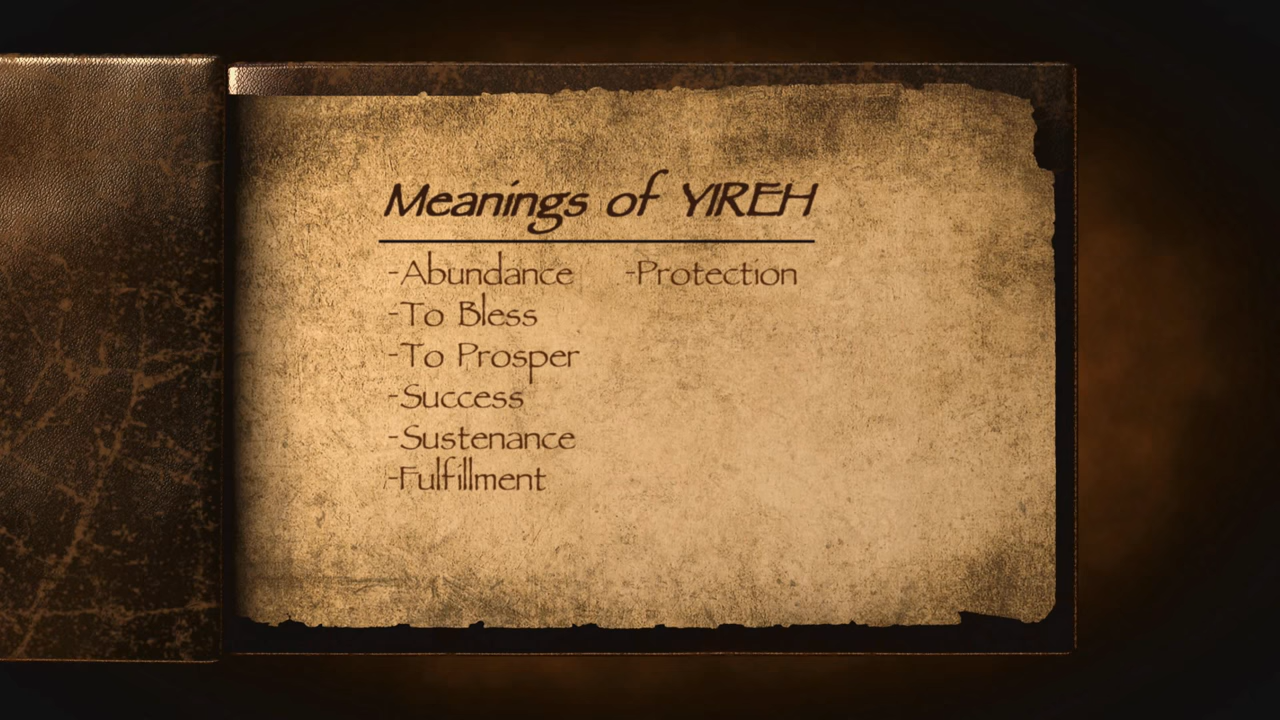 Meanings of YIREH
-Abundance -Protection
-To Bless
-To Prosper
-Success
-Sustenance
-Fulfillment